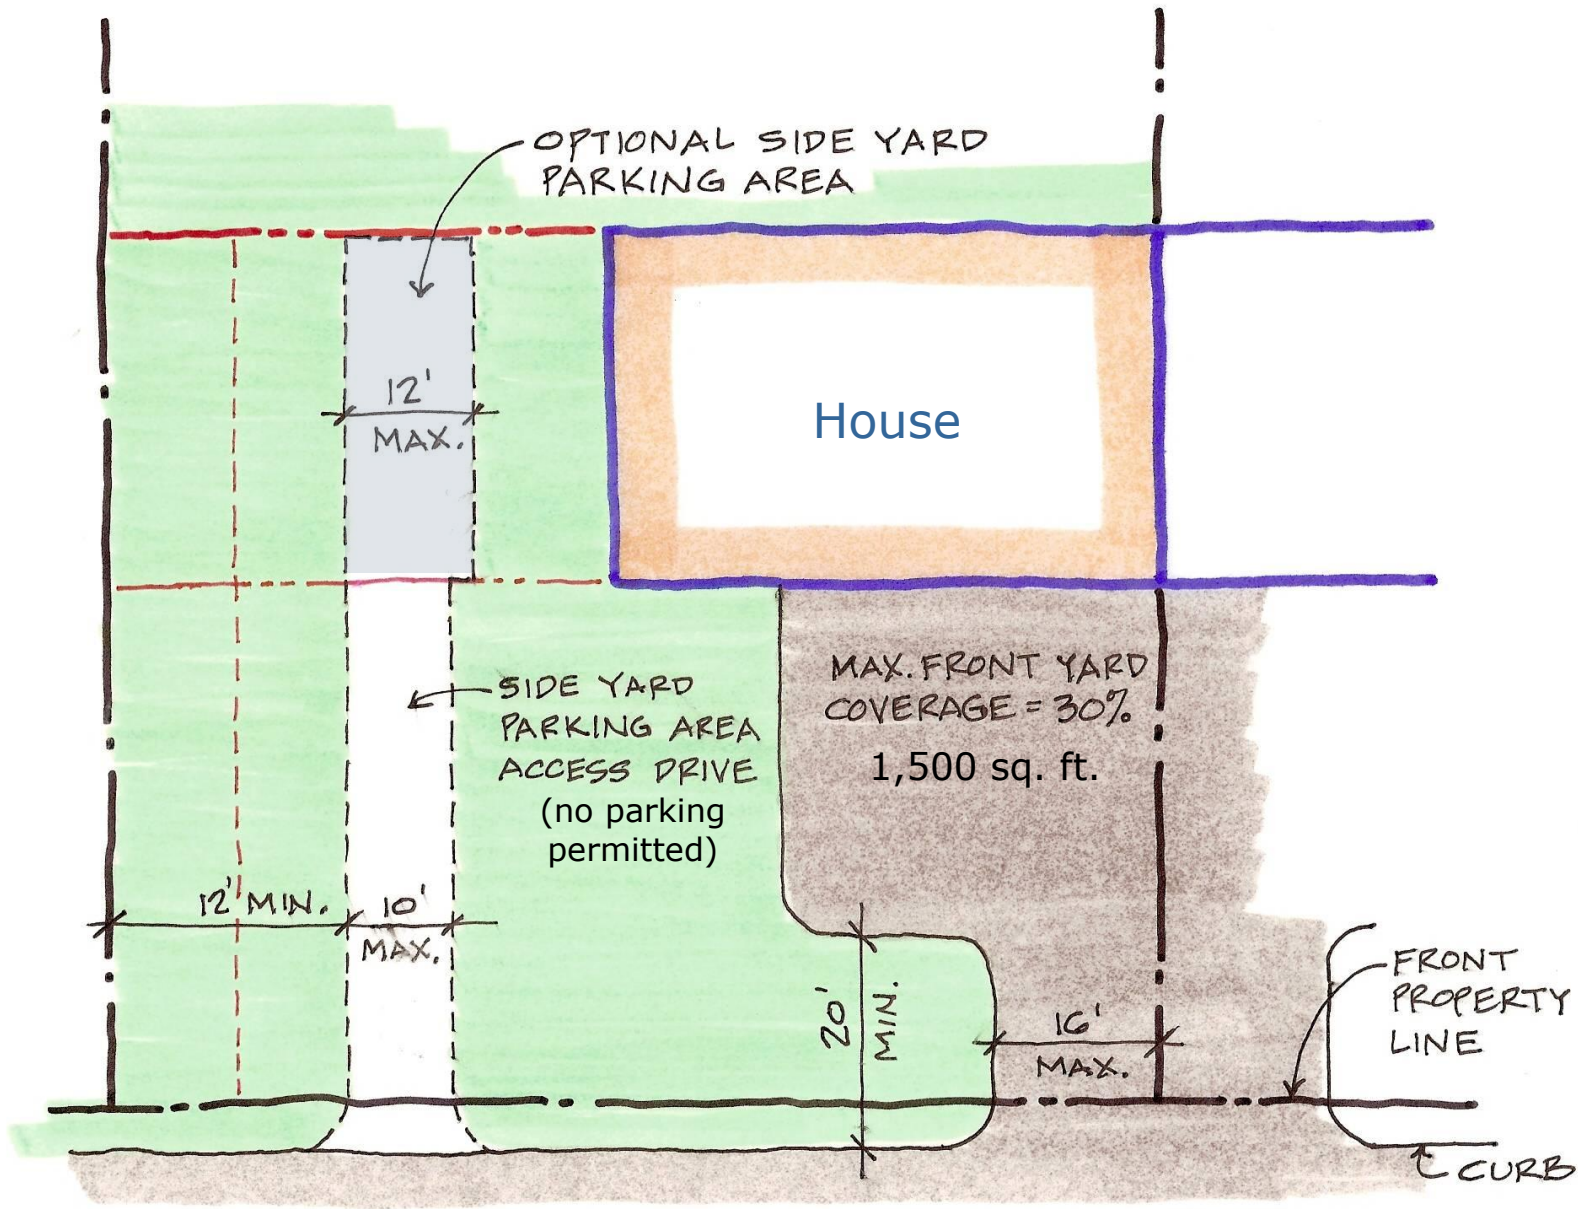 OPTIONAL SIDE YARD
PARKING AREA
12'
MAX.
House
SIDE YARD
PARKING AREA
ACCESS DRIVE
(no parking
permitted)
MAX. FRONT YARD
COVERAGE = 30%
1,500 sq. ft.
12' MIN.
10'
MAX.
20'
MIN.
16'
MAX.
FRONT
PROPERTY
LINE
CURB